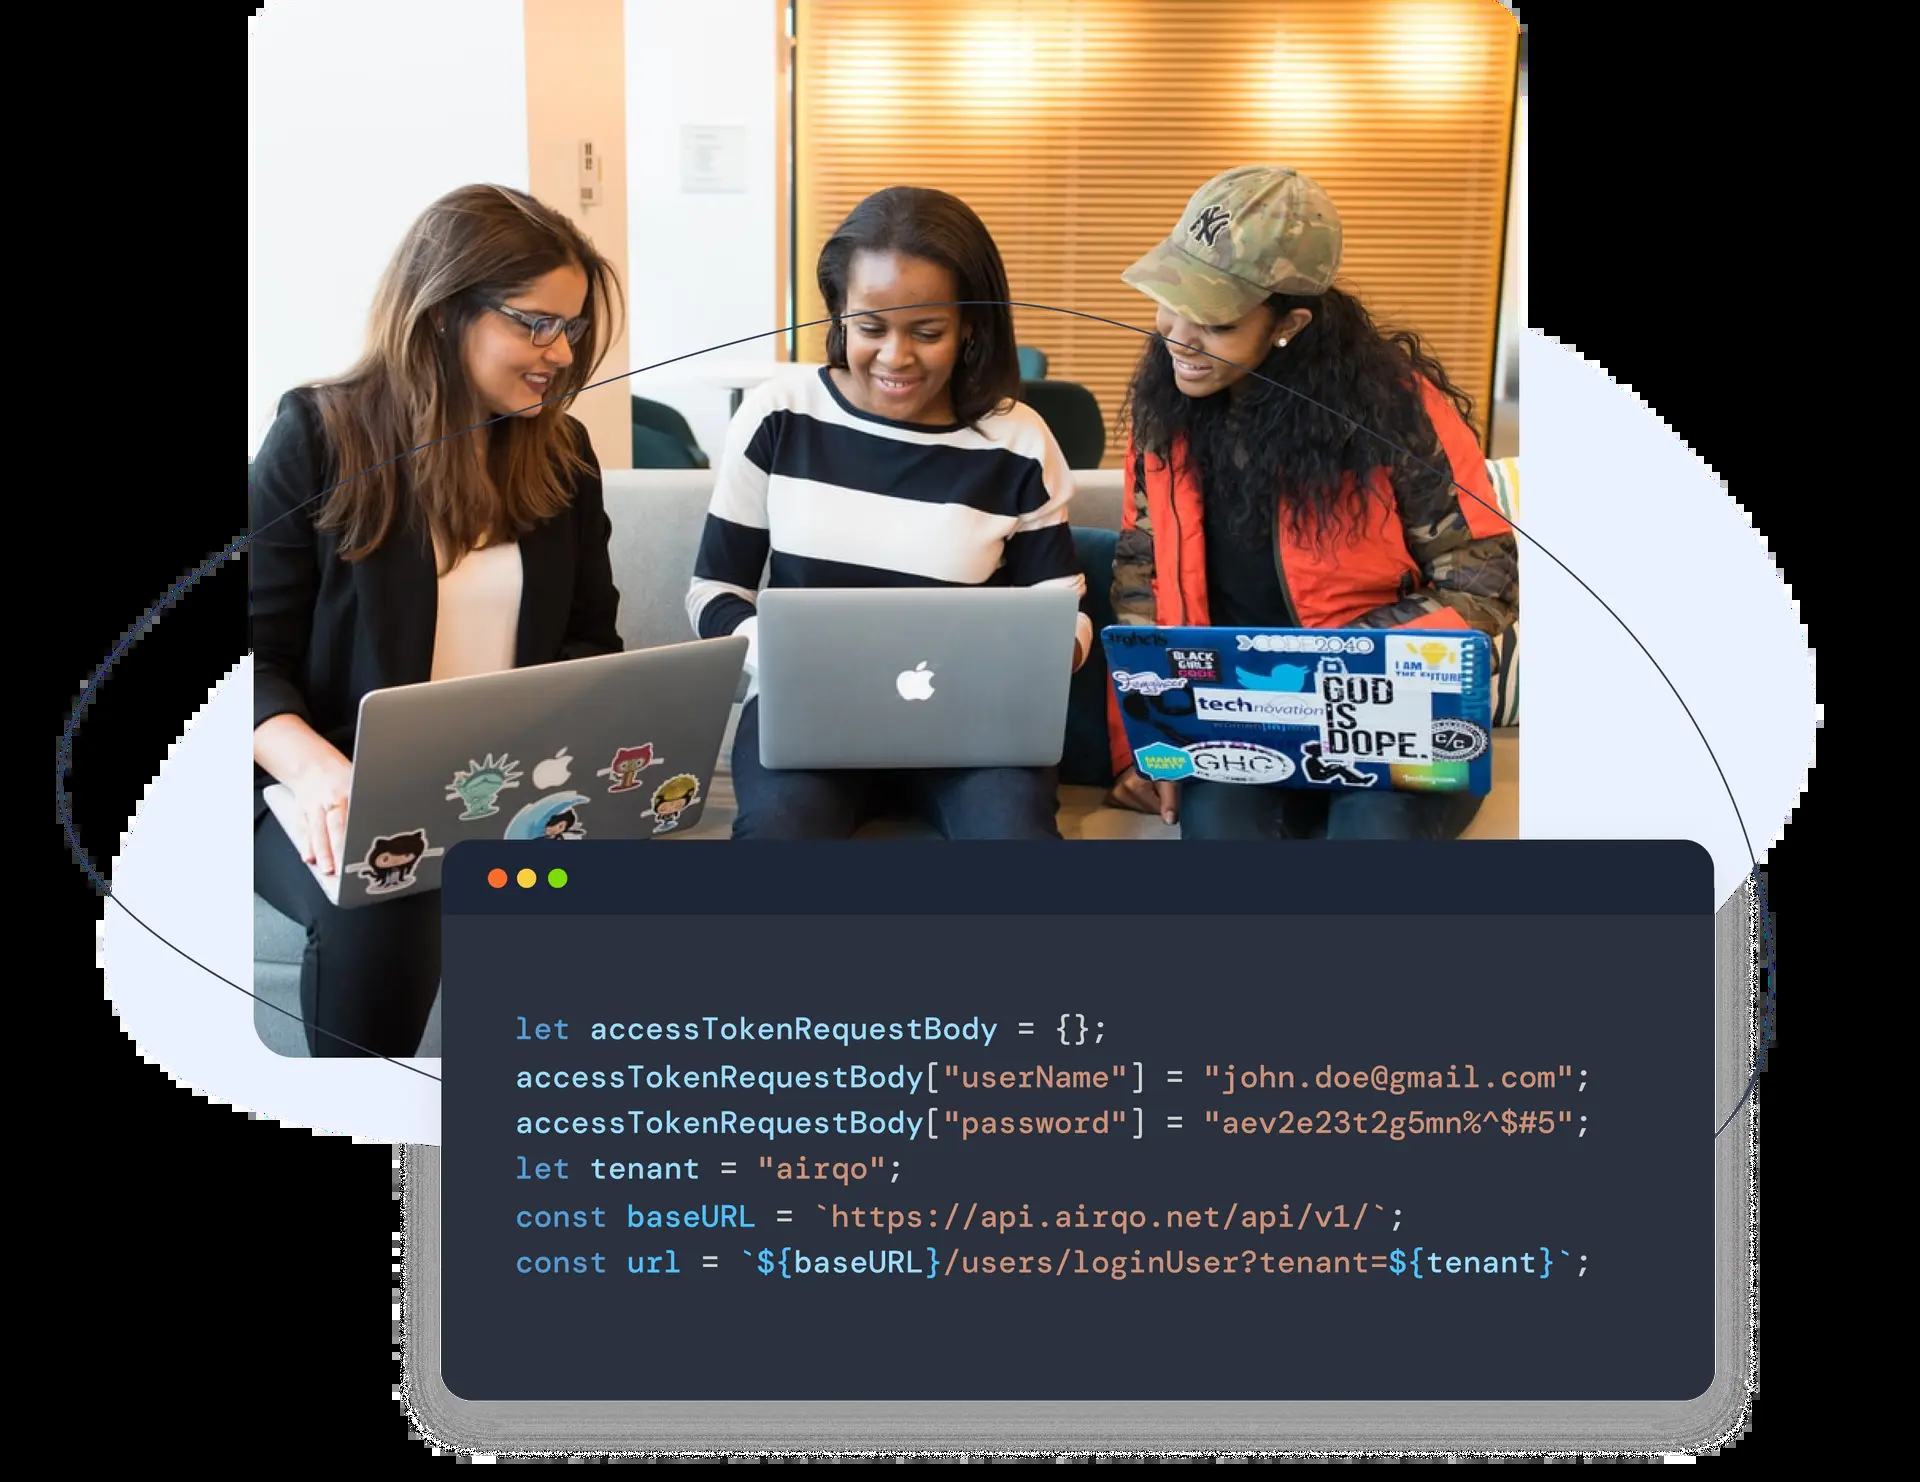 NY
CODE2040
BLACK
GIRLS
CODE
I AM
THE FUTURE
technovation
GOD
IS
DOPE.
MAKER
PARTY
GHC
C/C
let accessTokenRequestBody = {};
accessTokenRequestBody["userName"] = "john.doe@gmail.com";
accessTokenRequestBody["password"] = "aev2e23t2g5mn%^$#5";
let tenant = "airqo";
const baseURL = `https://api.airqo.net/api/v1/`;
const url = `${baseURL}/users/loginUser?tenant=${tenant}`;